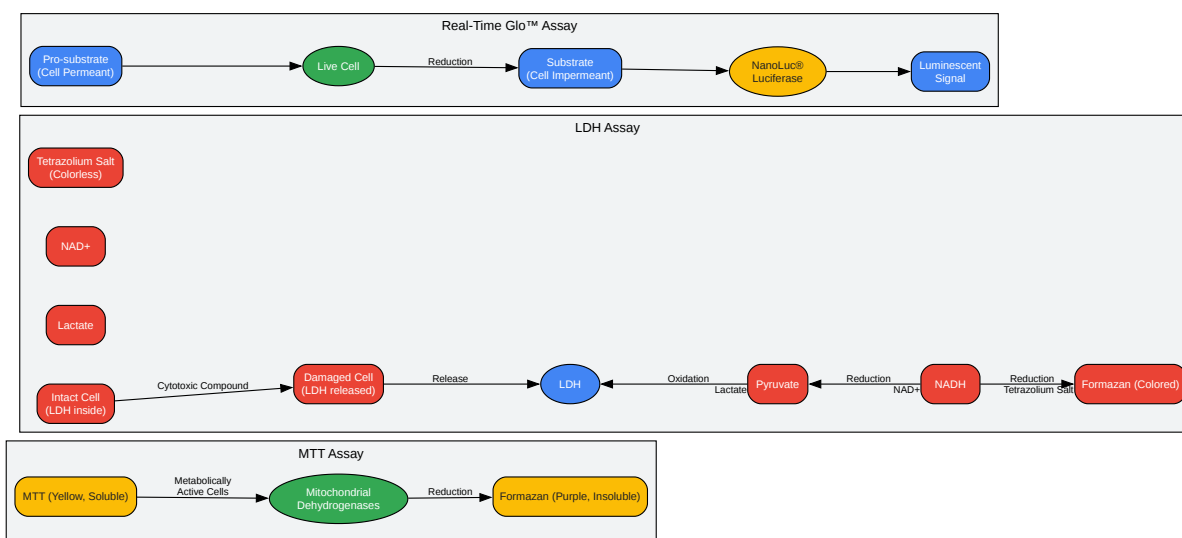 Real-Time Glo™ Assay
Pro-substrate
(Cell Permeant)
Live Cell
Reduction
Substrate
(Cell Impermeant)
NanoLuc®
Luciferase
Luminescent
Signal
LDH Assay
Tetrazolium Salt
(Colorless)
NAD+
Lactate
Intact Cell
(LDH inside)
Cytotoxic Compound
Damaged Cell
(LDH released)
Release
LDH
Oxidation
Lactate
Pyruvate
Reduction
NAD+
NADH
Reduction
Tetrazolium Salt
Formazan (Colored)
MTT Assay
MTT (Yellow, Soluble)
Metabolically
Active Cells
Mitochondrial
Dehydrogenases
Reduction
Formazan (Purple, Insoluble)